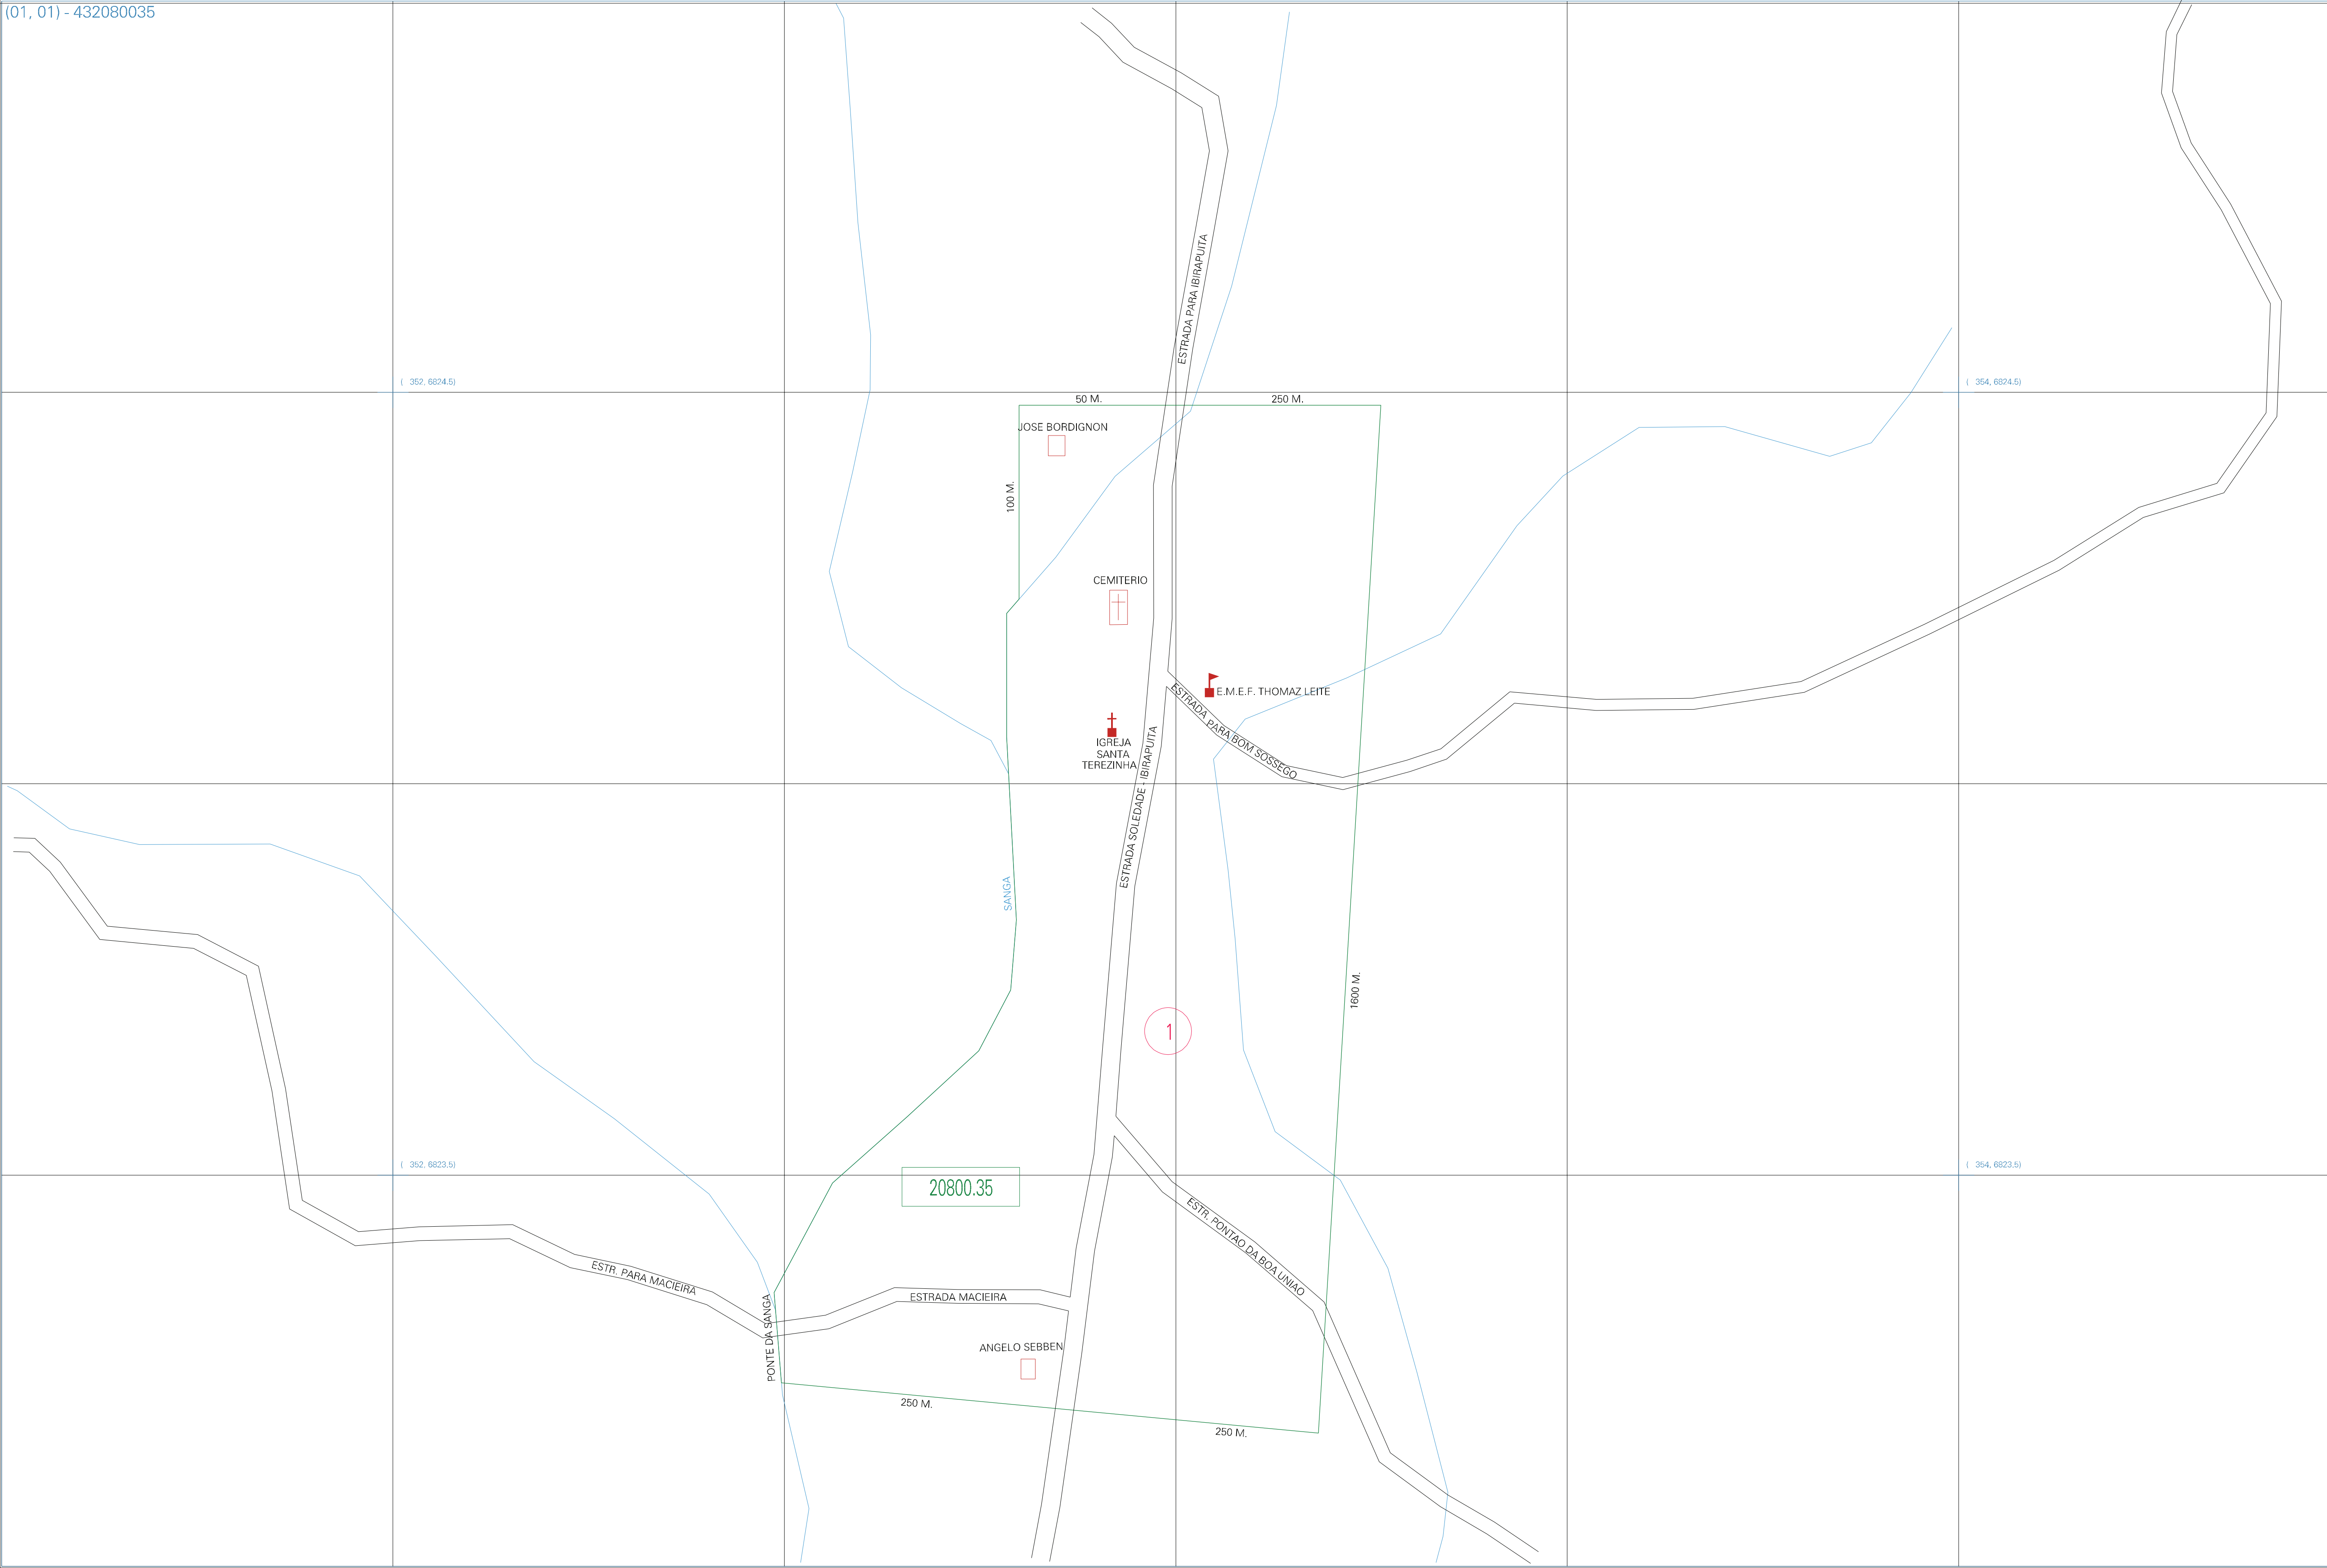 (01, 01) - 432080035
ESTRADA PARA IBIRAPUITA
( 352, 6824,5)
( 354, 6824,5)
50 M.
250 M.
JOSE BORDIGNON
100 M.
CEMITERIO
E.M.E.F. THOMAZ LEITE
ESTRADA PARA BOM SOSSEGO
IGREJA
SANTA
TEREZINHA
ESTRADA SOLEDADE - IBIRAPUITA
SANGA
1600 M.
1
( 352, 6823,5)
( 354, 6823,5)
20800.35
ESTR. PONTAO DA BOA UNIAO
ESTR. PARA MACIEIRA
PONTE DA SANGA
ESTRADA MACIEIRA
ANGELO SEBBEN
250 M.
250 M.